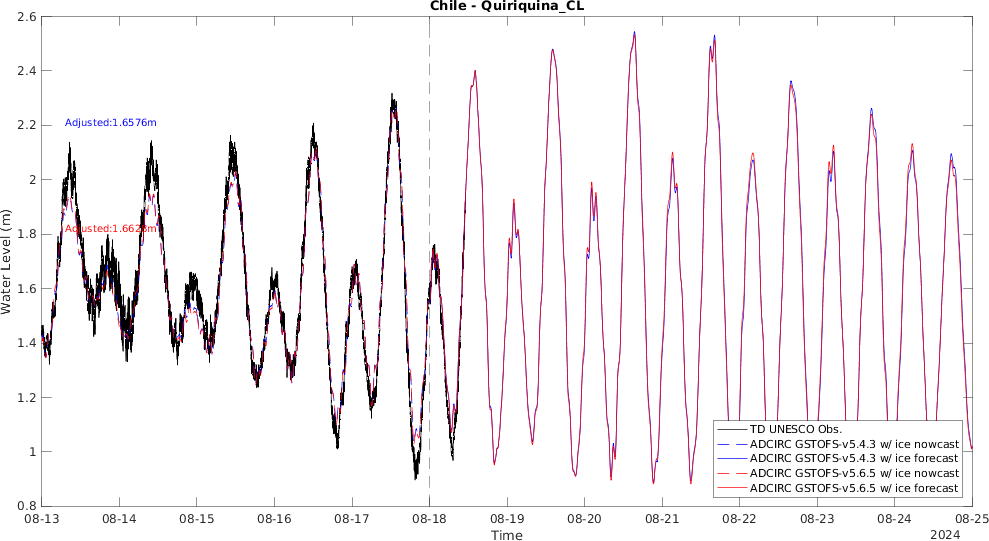 Chile - Quiriquina_CL
2.6
2.4
2.2
2
1.8
1.6
1.4
1.2
1
0.8
Water Level (m)
Adjusted:1.6576m
Adjusted:1.6628m
TD UNESCO Obs.
ADCIRC GSTOFS-v5.4.3 w/ ice nowcast
ADCIRC GSTOFS-v5.4.3 w/ ice forecast
ADCIRC GSTOFS-v5.6.5 w/ ice nowcast
ADCIRC GSTOFS-v5.6.5 w/ ice forecast
08-13 08-14 08-15 08-16 08-17 08-18 08-19 08-20 08-21 08-22 08-23 08-24 08-25
Time
2024